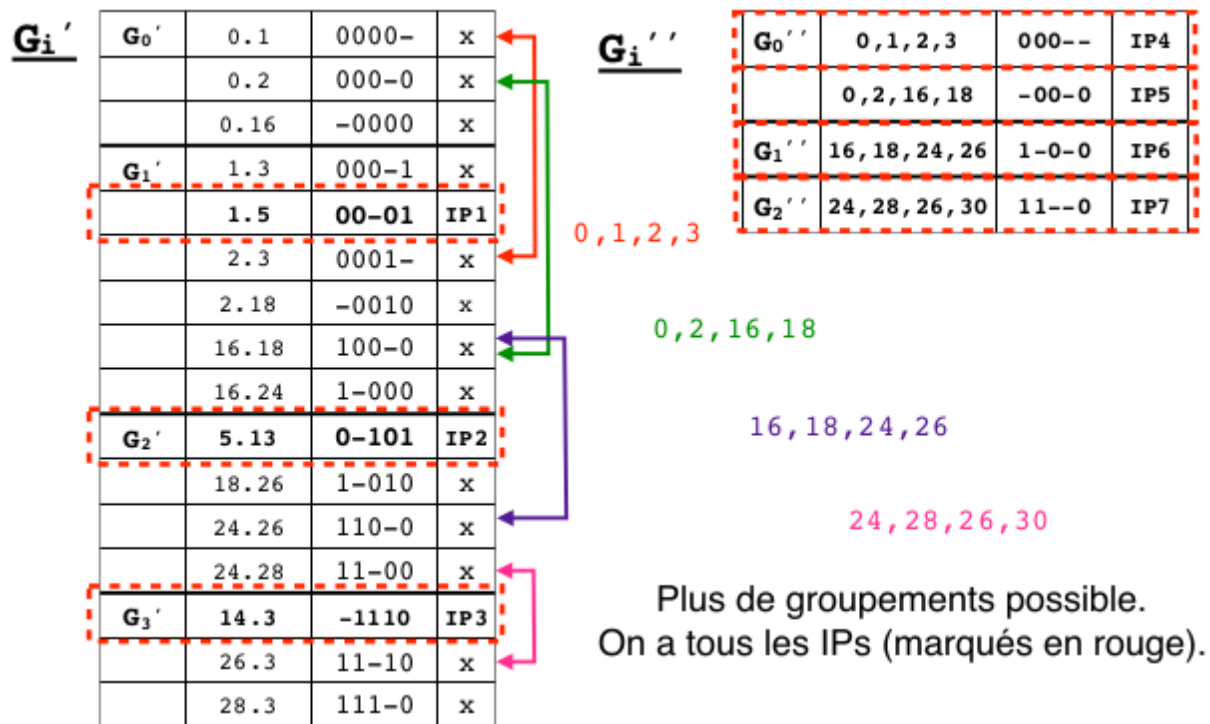 Gi′
G0′ 0.1 0000- x
0.2 000-0 x
0.16 -0000 x
G1′ 1.3 000-1 x
1.5 00-01 IP1
2.3 0001- x
2.18 -0010 x
16.18 100-0 x
16.24 1-000 x
G2′ 5.13 0-101 IP2
18.26 1-010 x
24.26 110-0 x
24.28 11-00 x
G3′ 14.3 -1110 IP3
26.3 11-10 x
28.3 111-0 x
Gi′′
G0′′ 0,1,2,3 000-- IP4
0,2,16,18 -00-0 IP5
G1′′ 16,18,24,26 1-0-0 IP6
G2′′ 24,28,26,30 11--0 IP7
0,1,2,3
0,2,16,18
16,18,24,26
24,28,26,30
Plus de groupements possible.
On a tous les IPs (marqués en rouge).